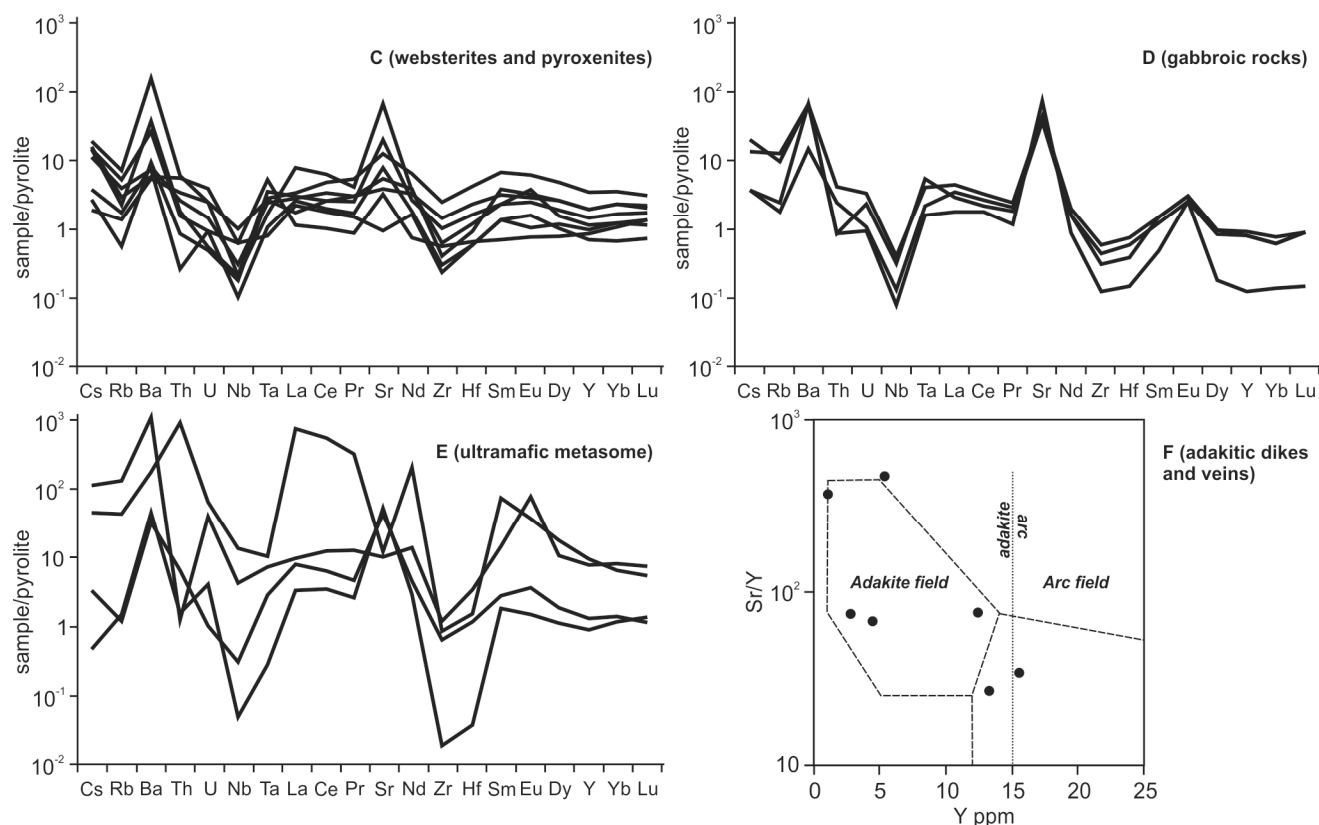 C (websterites and pyroxenites)
sample/pyrolite
10³
10²
10
1
10⁻¹
10⁻²
Cs Rb Ba Th U Nb Ta La Ce Pr Sr Nd Zr Hf Sm Eu Dy Y Yb Lu
D (gabbroic rocks)
sample/pyrolite
10³
10²
10
1
10⁻¹
10⁻²
Cs Rb Ba Th U Nb Ta La Ce Pr Sr Nd Zr Hf Sm Eu Dy Y Yb Lu
E (ultramafic metasome)
sample/pyrolite
10³
10²
10
1
10⁻¹
10⁻²
Cs Rb Ba Th U Nb Ta La Ce Pr Sr Nd Zr Hf Sm Eu Dy Y Yb Lu
F (adakitic dikes
and veins)
Sr/Y
10³
10²
10
adakite
arc
Adakite field
Arc field
0 5 10 15 20 25
Y ppm